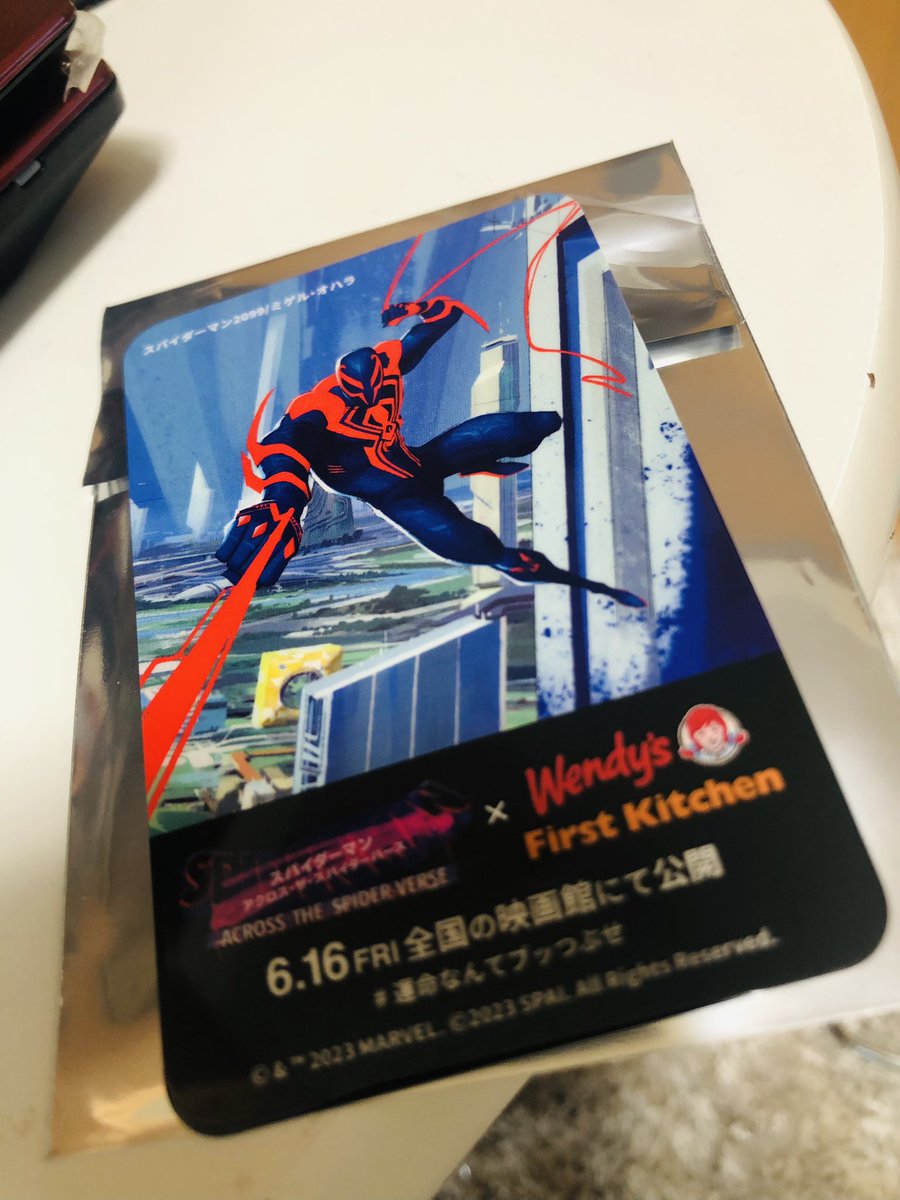 スパイダーマン2099/ミゲル・オハラ
スパイダーマン
アクロス・ザ・スパイダーバース
ACROSS THE SPIDER-VERSE
×
Wendy's
First Kitchen
6.16 FRI 全国の映画館にて公開
#運命なんてブッつぶせ
© & ™ 2023 MARVEL. ©2023 SPAI. All Rights Reserved.